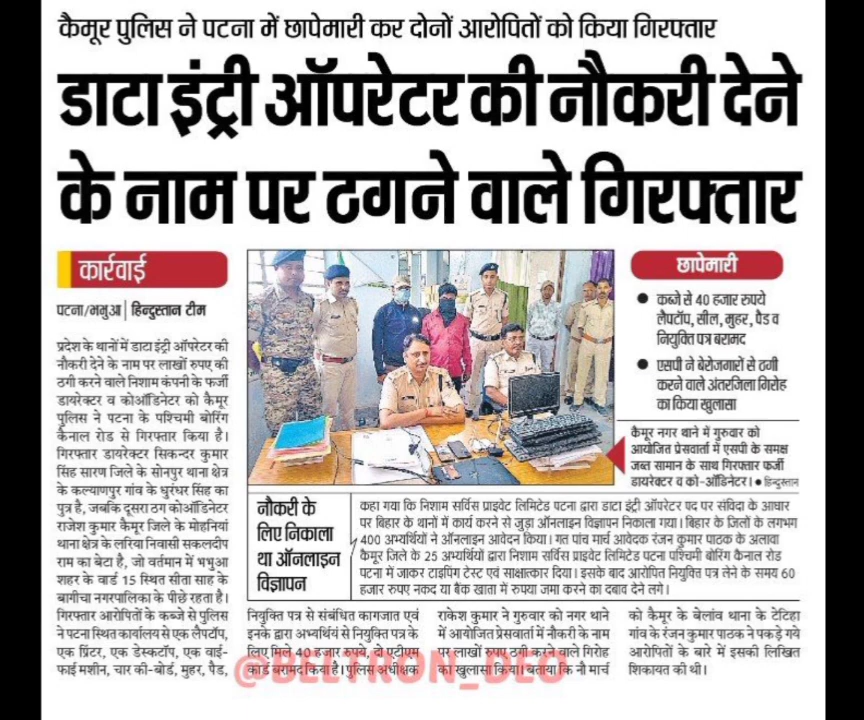 कैमूर पुलिस ने पटना में छापेमारी कर दोनों आरोपितों को किया गिरफ्तार
डाटा इंट्री ऑपरेटर की नौकरी देने
के नाम पर ठगने वाले गिरफ्तार
कार्रवाई
पटना/भभुआ | हिन्दुस्तान टीम
प्रदेश के थानों में डाटा इंट्री ऑपरेटर की
नौकरी देने के नाम पर लाखों रुपए की
ठगी करने वाले निशाम कंपनी के फर्जी
डायरेक्टर व कोऑडिनेटर को कैमूर
पुलिस ने पटना के पश्चिमी बोरिंग
कैनाल रोड से गिरफ्तार किया है।
गिरफ्तार डायरेक्टर सिकन्दर कुमार
सिंह सारण जिले के सोनपुर थाना क्षेत्र
के कल्याणपुर गांव के धुरंधर सिंह का
पुत्र है, जबकि दूसरा ठग कोऑडिनेटर
राजेश कुमार कैमूर जिले के मोहनियां
थाना क्षेत्र के लरिया निवासी सकलदीप
राम का बेटा है, जो वर्तमान में भभुआ
शहर के वार्ड 15 स्थित सीता साह के
बागीचा नगरपालिका के पीछे रहता है।
गिरफ्तार आरोपितों के कब्जे से पुलिस
ने पटना स्थित कार्यालय से एक लैपटॉप,
एक प्रिंटर, एक डेस्कटॉप, एक वाई-
फाई मशीन, चार की-बोर्ड, मुहर, पैड,
छापेमारी
● कब्जे से 40 हजार रुपये
लैपटॉप, सील, मुहर, पैड व
नियुक्ति पत्र बरामद
● एसपी ने बेरोजगारों से ठगी
करने वाले अंतरजिला गिरोह
का किया खुलासा
कैमूर नगर थाने में गुरुवार को
आयोजित प्रेसवार्ता में एसपी के समक्ष
जब्त सामान के साथ गिरफ्तार फर्जी
डायरेक्टर व को-ऑडिनेटर। ● हिन्दुस्तान
नौकरी के
लिए निकाला
था ऑनलाइन
विज्ञापन
कहा गया कि निशाम सर्विस प्राइवेट लिमिटेड पटना द्वारा डाटा इंट्री ऑपरेटर पद पर संविदा के आधार
पर बिहार के थानों में कार्य करने से जुड़ा ऑनलाइन विज्ञापन निकाला गया। बिहार के जिलों के लगभग
400 अभ्यर्थियों ने ऑनलाइन आवेदन किया। गत पांच मार्च आवेदक रंजन कुमार पाठक के अलावा
कैमूर जिले के 25 अभ्यर्थियों द्वारा निशाम सर्विस प्राइवेट लिमिटेड पटना पश्चिमी बोरिंग कैनाल रोड
पटना में जाकर टाइपिंग टेस्ट एवं साक्षात्कार दिया। इसके बाद आरोपित नियुक्ति पत्र लेने के समय 60
हजार रुपए नकद या बैंक खाता में रुपया जमा करने का दबाव देने लगे।
नियुक्ति पत्र से संबंधित कागजात एवं
इनके द्वारा अभ्यर्थियं से नियुक्ति पत्र के
लिए मिले 40 हजार रुपये, दो एटीएम
कार्ड बरामद किया है। पुलिस अधीक्षक
राकेश कुमार ने गुरुवार को नगर थाने
में आयोजित प्रेसवार्ता में नौकरी के नाम
पर लाखों रुपए ठगी करने वाले गिरोह
का खुलासा किया। बताया कि नौ मार्च
को कैमूर के बेलांव थाना के टेटिहा
गांव के रंजन कुमार पाठक ने पकड़े गये
आरोपितों के बारे में इसकी लिखित
शिकायत की थी।
@BELTRON_DEO